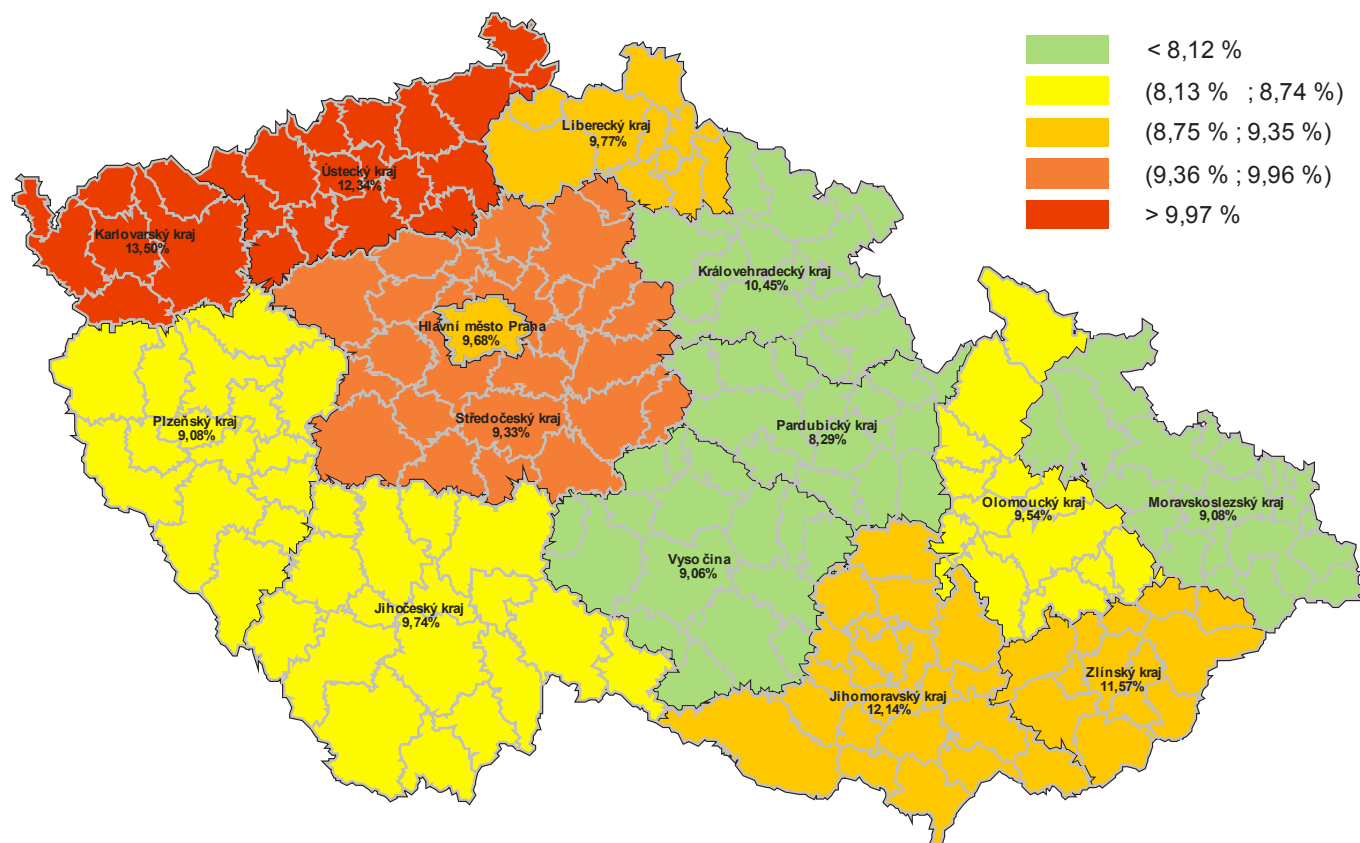 < 8,12 %
(8,13 % ; 8,74 %)
(8,75 % ; 9,35 %)
(9,36 % ; 9,96 %)
> 9,97 %
Liberecký kraj
9,77%
Ústecký kraj
12,34%
Karlovarský kraj
13,50%
Královehradecký kraj
10,45%
Hlavní město Praha
9,68%
Plzeňský kraj
9,08%
Středočeský kraj
9,33%
Pardubický kraj
8,29%
Olomoucký kraj
9,54%
Moravskoslezský kraj
9,08%
Vyso čina
9,06%
Jihočeský kraj
9,74%
Zlínský kraj
11,57%
Jihomoravský kraj
12,14%